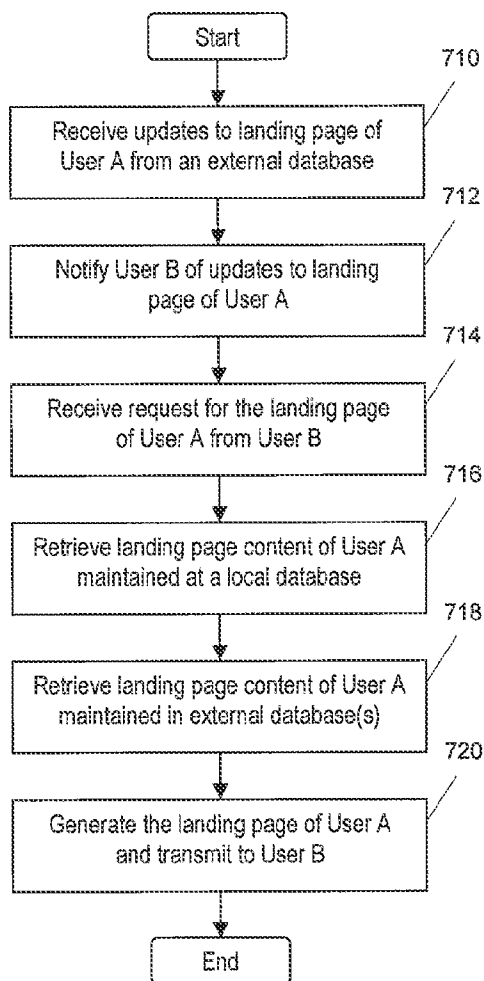 Start
710
Receive updates to landing page of
User A from an external database
712
Notify User B of updates to landing
page of User A
714
Receive request for the landing page
of User A from User B
716
Retrieve landing page content of User A
maintained at a local database
718
Retrieve landing page content of User A
maintained in external database(s)
720
Generate the landing page of User A
and transmit to User B
End